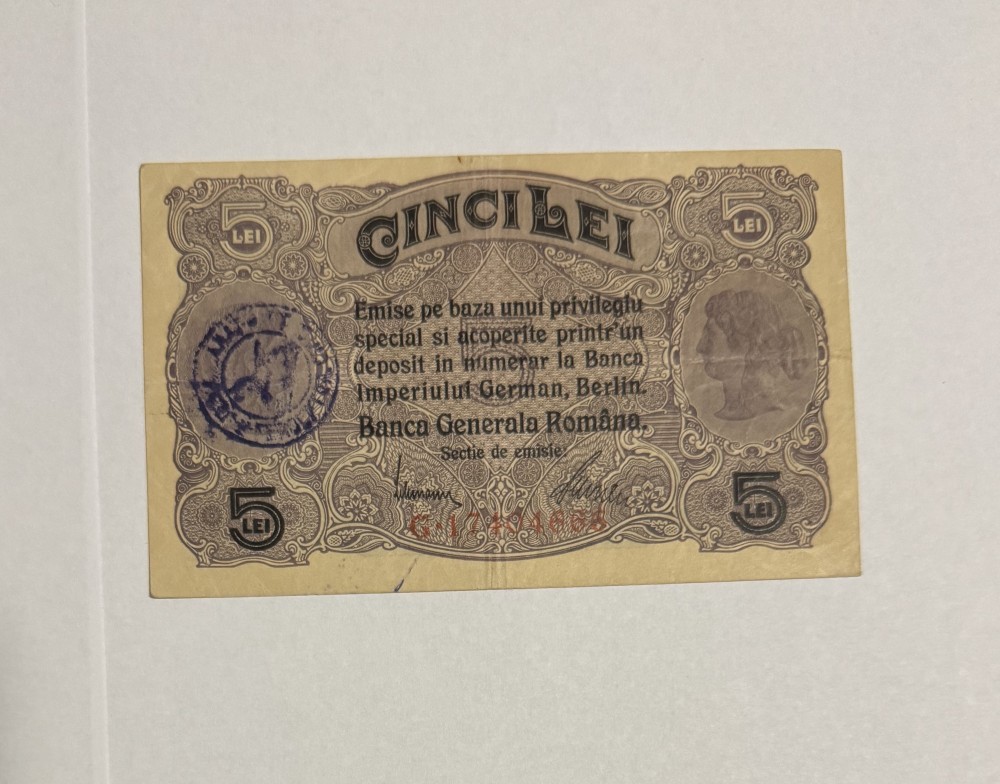 5 LEI
CINCI LEI
5 LEI
Emise pe baza unui privilegiu
special si acoperite printr'un
deposit in numerar la Banca
Imperiului German, Berlin.
Banca Generala Româna.
Sectie de emisie:
5 LEI
5 LEI